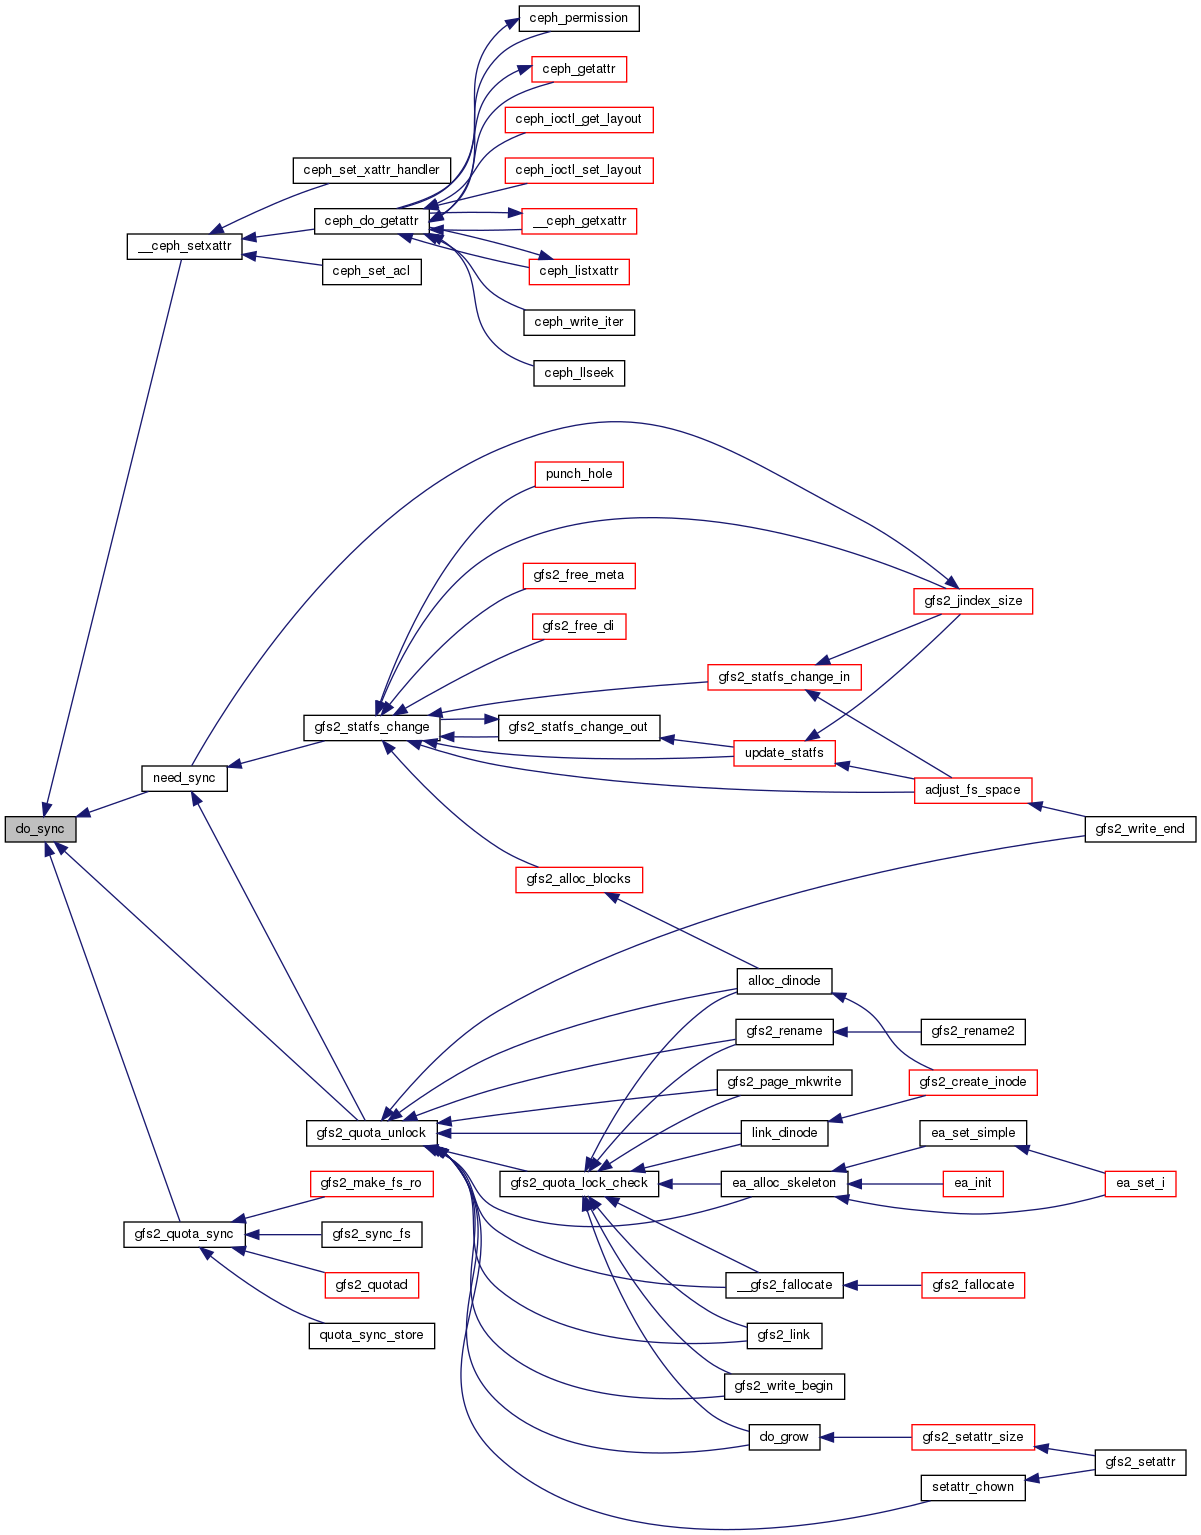 ceph_permission
ceph_getattr
ceph_ioctl_get_layout
ceph_set_xattr_handler
ceph_ioctl_set_layout
ceph_do_getattr
__ceph_getxattr
__ceph_setxattr
ceph_set_acl
ceph_listxattr
ceph_write_iter
ceph_llseek
punch_hole
gfs2_free_meta
gfs2_jindex_size
gfs2_free_di
gfs2_statfs_change_in
gfs2_statfs_change
gfs2_statfs_change_out
update_statfs
need_sync
adjust_fs_space
do_sync
gfs2_write_end
gfs2_alloc_blocks
alloc_dinode
gfs2_rename
gfs2_rename2
gfs2_page_mkwrite
gfs2_create_inode
gfs2_quota_unlock
link_dinode
ea_set_simple
gfs2_make_fs_ro
gfs2_quota_lock_check
ea_alloc_skeleton
ea_init
ea_set_i
gfs2_quota_sync
gfs2_sync_fs
gfs2_quotad
__gfs2_fallocate
gfs2_fallocate
quota_sync_store
gfs2_link
gfs2_write_begin
do_grow
gfs2_setattr_size
gfs2_setattr
setattr_chown